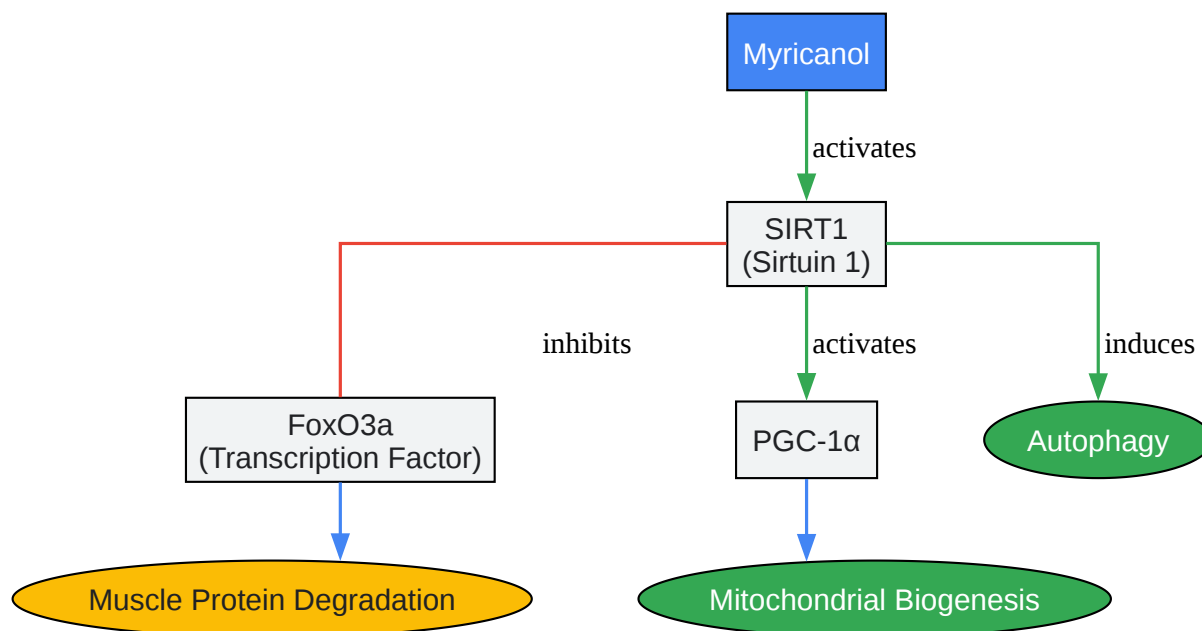 Myricanol
activates
SIRT1
(Sirtuin 1)
inhibits
activates
induces
FoxO3a
(Transcription Factor)
PGC-1α
Autophagy
Muscle Protein Degradation
Mitochondrial Biogenesis